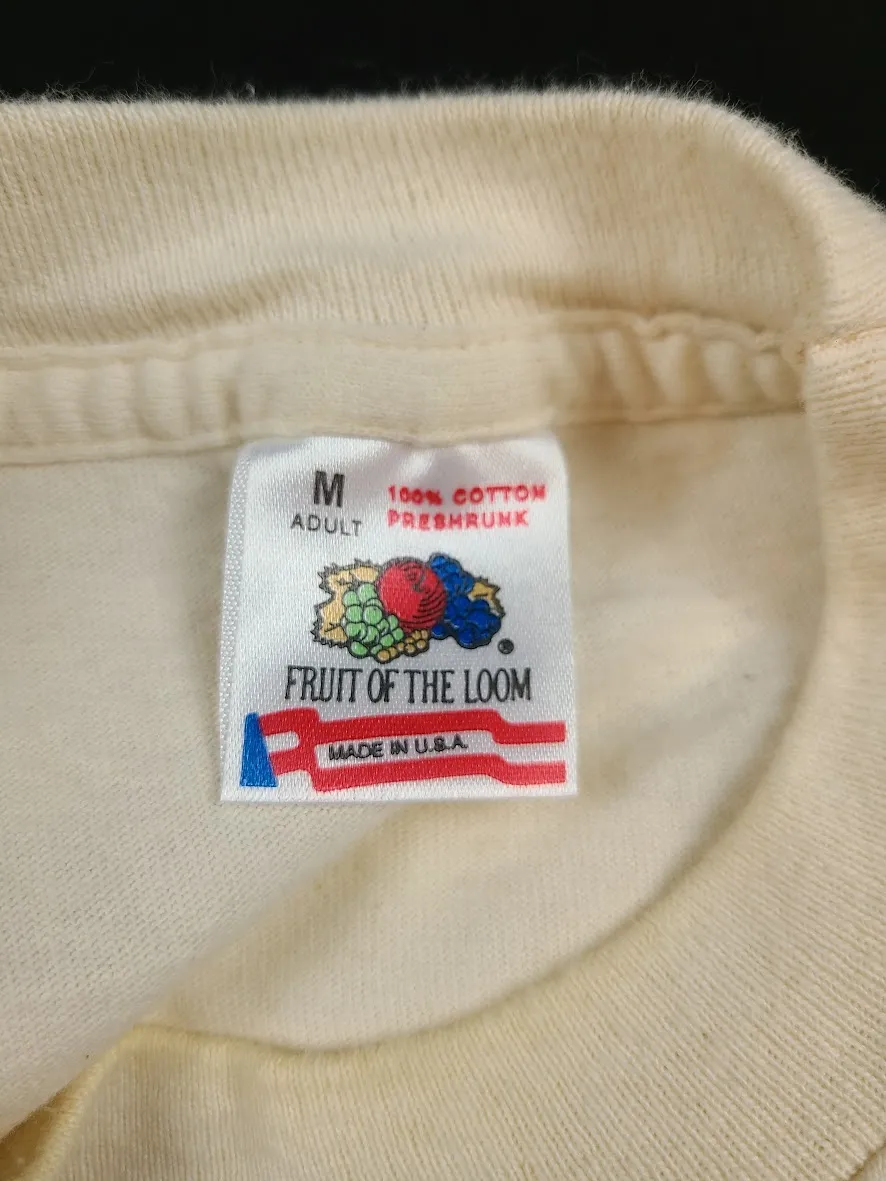 M
ADULT
100% COTTON
PRESHRUNK
®
FRUIT OF THE LOOM
MADE IN U.S.A.